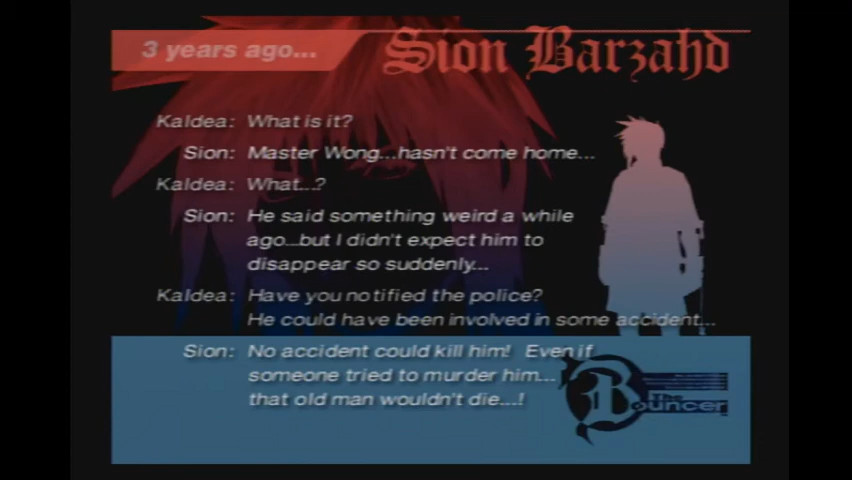 3 years ago...
Sion Barzahd
Kaldea: What is it?
Sion: Master Wong...hasn't come home...
Kaldea: What...?
Sion: He said something weird a while
ago...but I didn't expect him to
disappear so suddenly...
Kaldea: Have you notified the police?
He could have been involved in some accident...
Sion: No accident could kill him!  Even if
someone tried to murder him...
that old man wouldn't die...!
The
Bouncer